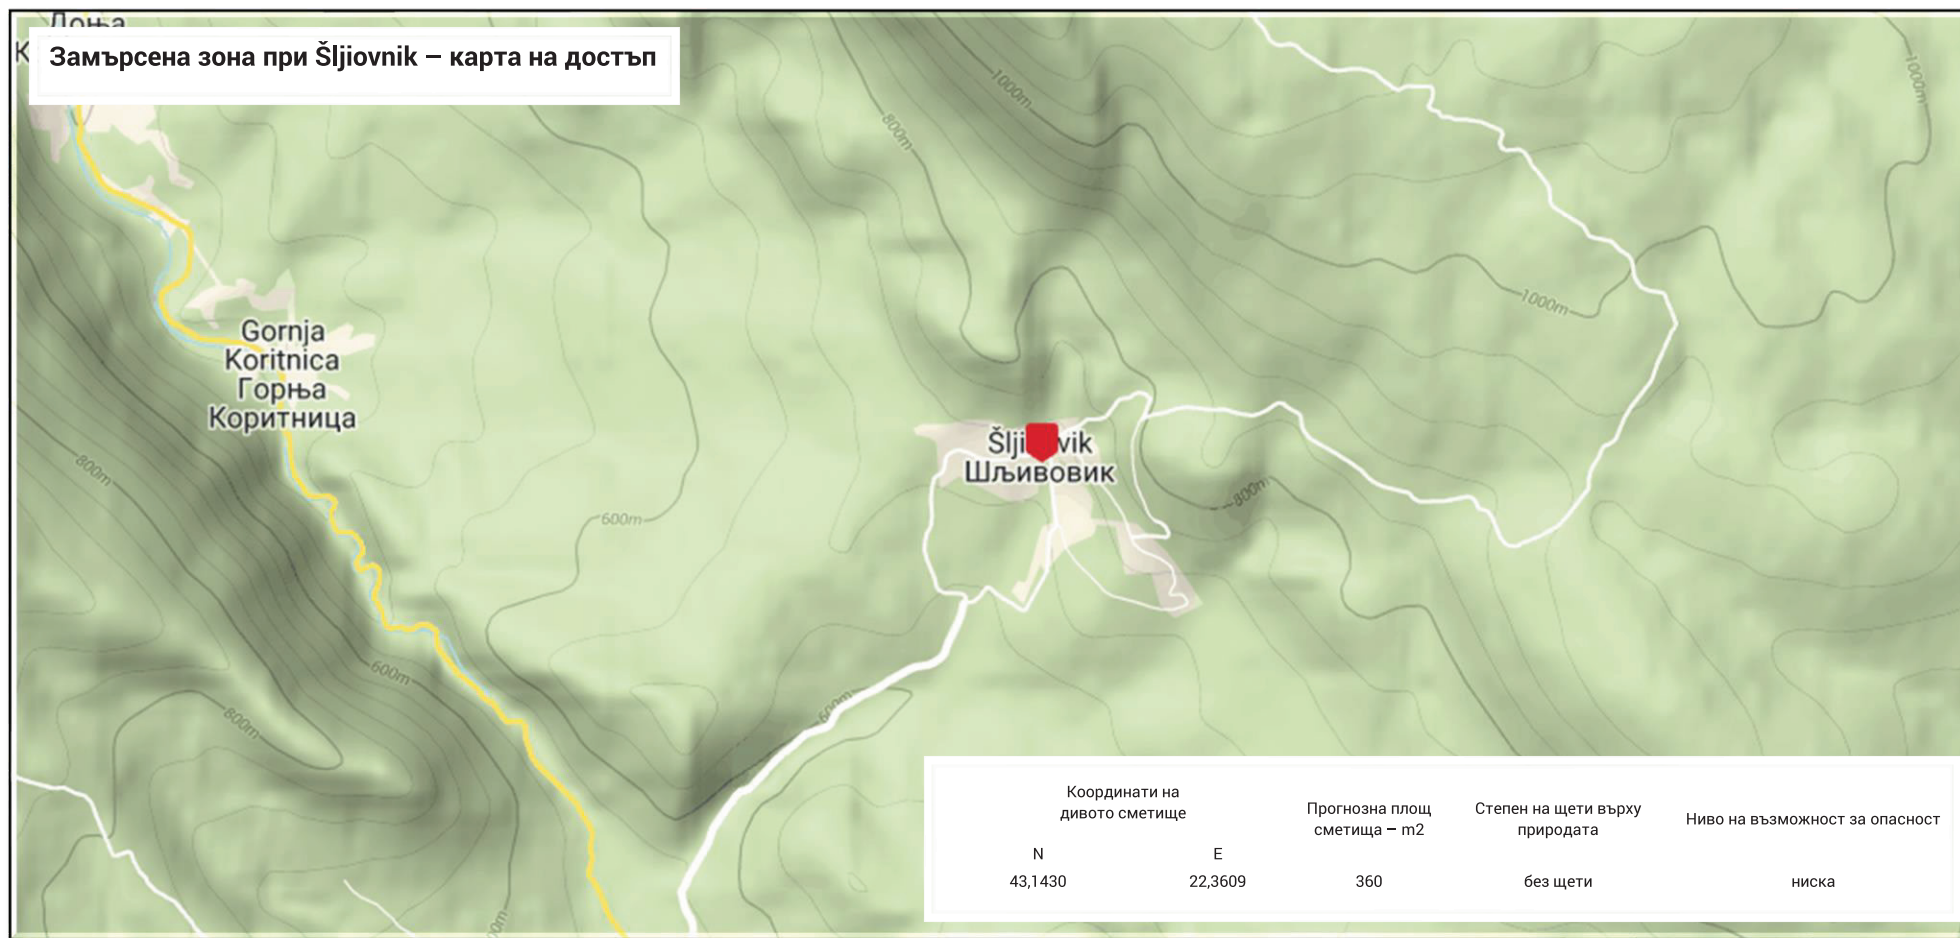 Доња
Замърсена зона при Šljiovnik – карта на достъп
1000m
1000m
800m
1000m
Gornja
Koritnica
Горња
Коритница
Шљивовик
800m
800m
600m
600m
800m
600m
Координати на
дивото сметище
Прогнозна площ
сметища – m2
Степен на щети върху
природата
Ниво на възможност за опасност
N
E
43,1430
22,3609
360
без щети
ниска